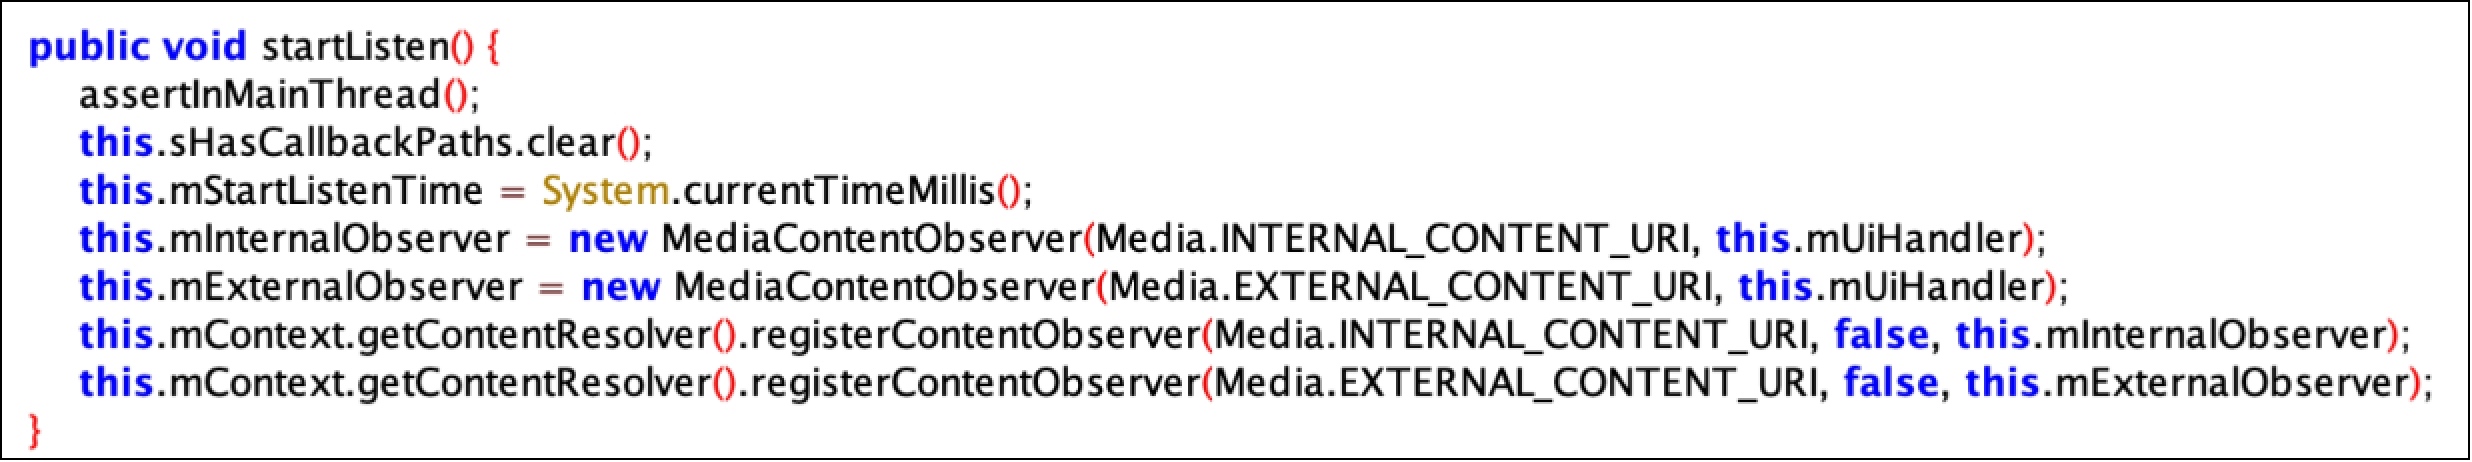 public void startListen() {
    assertInMainThread();
    this.sHasCallbackPaths.clear();
    this.mStartListenTime = System.currentTimeMillis();
    this.mInternalObserver = new MediaContentObserver(Media.INTERNAL_CONTENT_URI, this.mUiHandler);
    this.mExternalObserver = new MediaContentObserver(Media.EXTERNAL_CONTENT_URI, this.mUiHandler);
    this.mContext.getContentResolver().registerContentObserver(Media.INTERNAL_CONTENT_URI, false, this.mInternalObserver);
    this.mContext.getContentResolver().registerContentObserver(Media.EXTERNAL_CONTENT_URI, false, this.mExternalObserver);
}